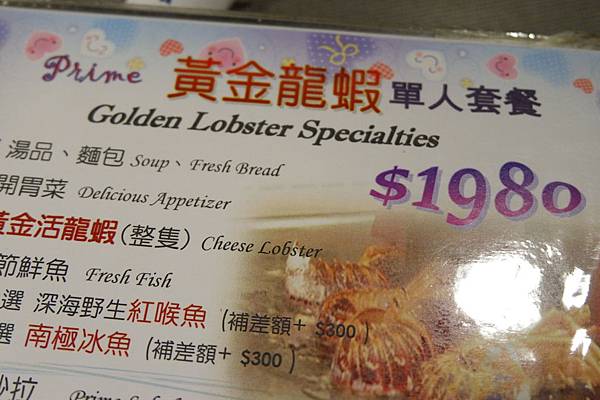 Prime 黃金龍蝦 單人套餐
Golden Lobster Specialties
湯品、麵包 Soup、Fresh Bread
$1980
開胃菜 Delicious Appetizer
黃金活龍蝦(整隻) Cheese Lobster
節鮮魚 Fresh Fish
選 深海野生紅喉魚 (補差額+ $300)
選 南極冰魚 (補差額+ $300)
沙拉 Prime